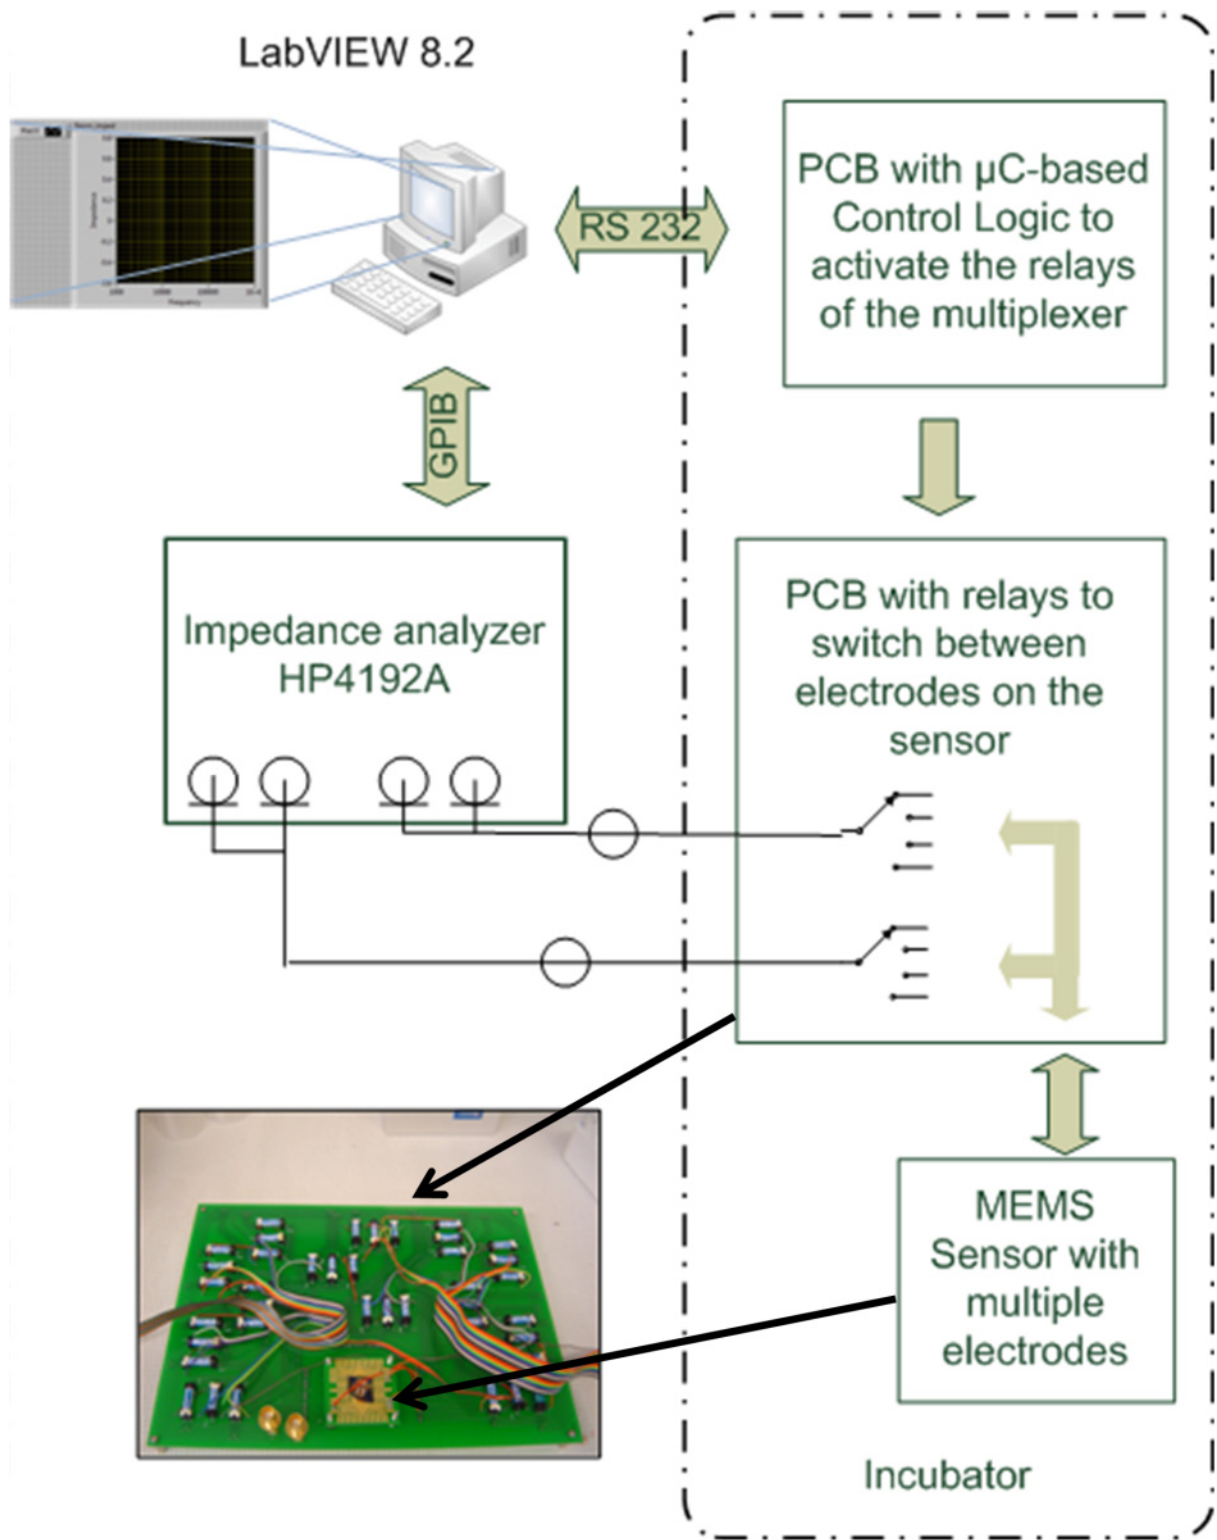 LabVIEW 8.2
Impedance
Frequency
RS 232
PCB with µC-based
Control Logic to
activate the relays
of the multiplexer
GPIB
Impedance analyzer
HP4192A
PCB with relays to
switch between
electrodes on the
sensor
MEMS
Sensor with
multiple
electrodes
Incubator